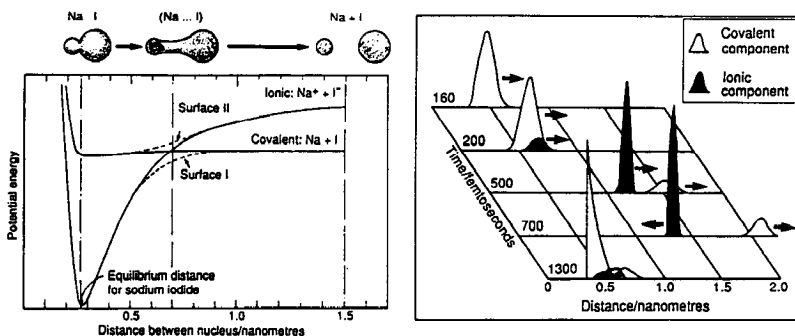 Na I
(Na ... I)
Na + I
Ionic: Na⁺ + I⁻
Surface II
Covalent: Na + I
Surface I
Potential energy
Equilibrium distance
for sodium iodide
0.5 1.0 1.5
Distance between nucleus/nanometres
Covalent
component
Ionic
component
160
200
500
700
1300
Time/femtoseconds
0 0.5 1.0 1.5 2.0
Distance/nanometres